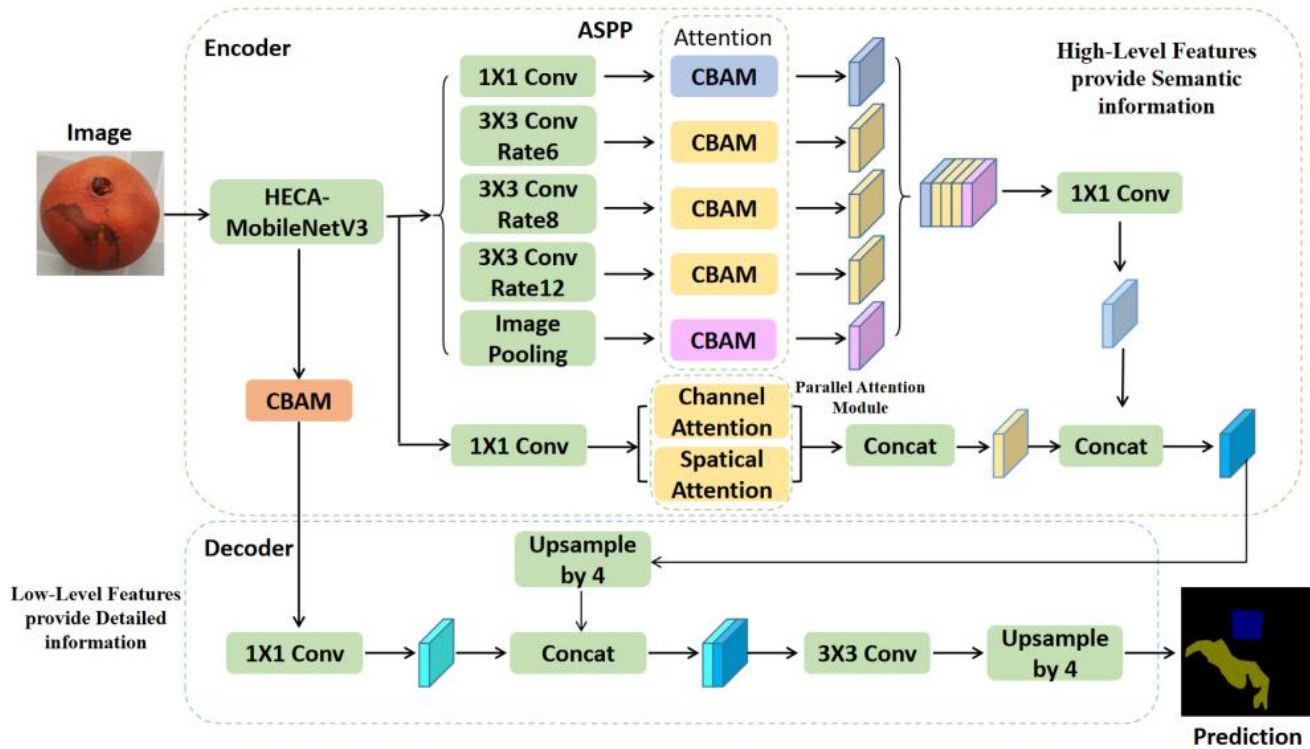 Encoder
ASPP
Attention
High-Level Features
provide Semantic
information
Image
HECA-
MobileNetV3
1X1 Conv
CBAM
3X3 Conv
Rate6
CBAM
3X3 Conv
Rate8
CBAM
3X3 Conv
Rate12
CBAM
Image
Pooling
CBAM
1X1 Conv
CBAM
1X1 Conv
Channel
Attention
Spatical
Attention
Parallel Attention
Module
Concat
Concat
Decoder
Upsample
by 4
Low-Level Features
provide Detailed
information
1X1 Conv
Concat
3X3 Conv
Upsample
by 4
Prediction